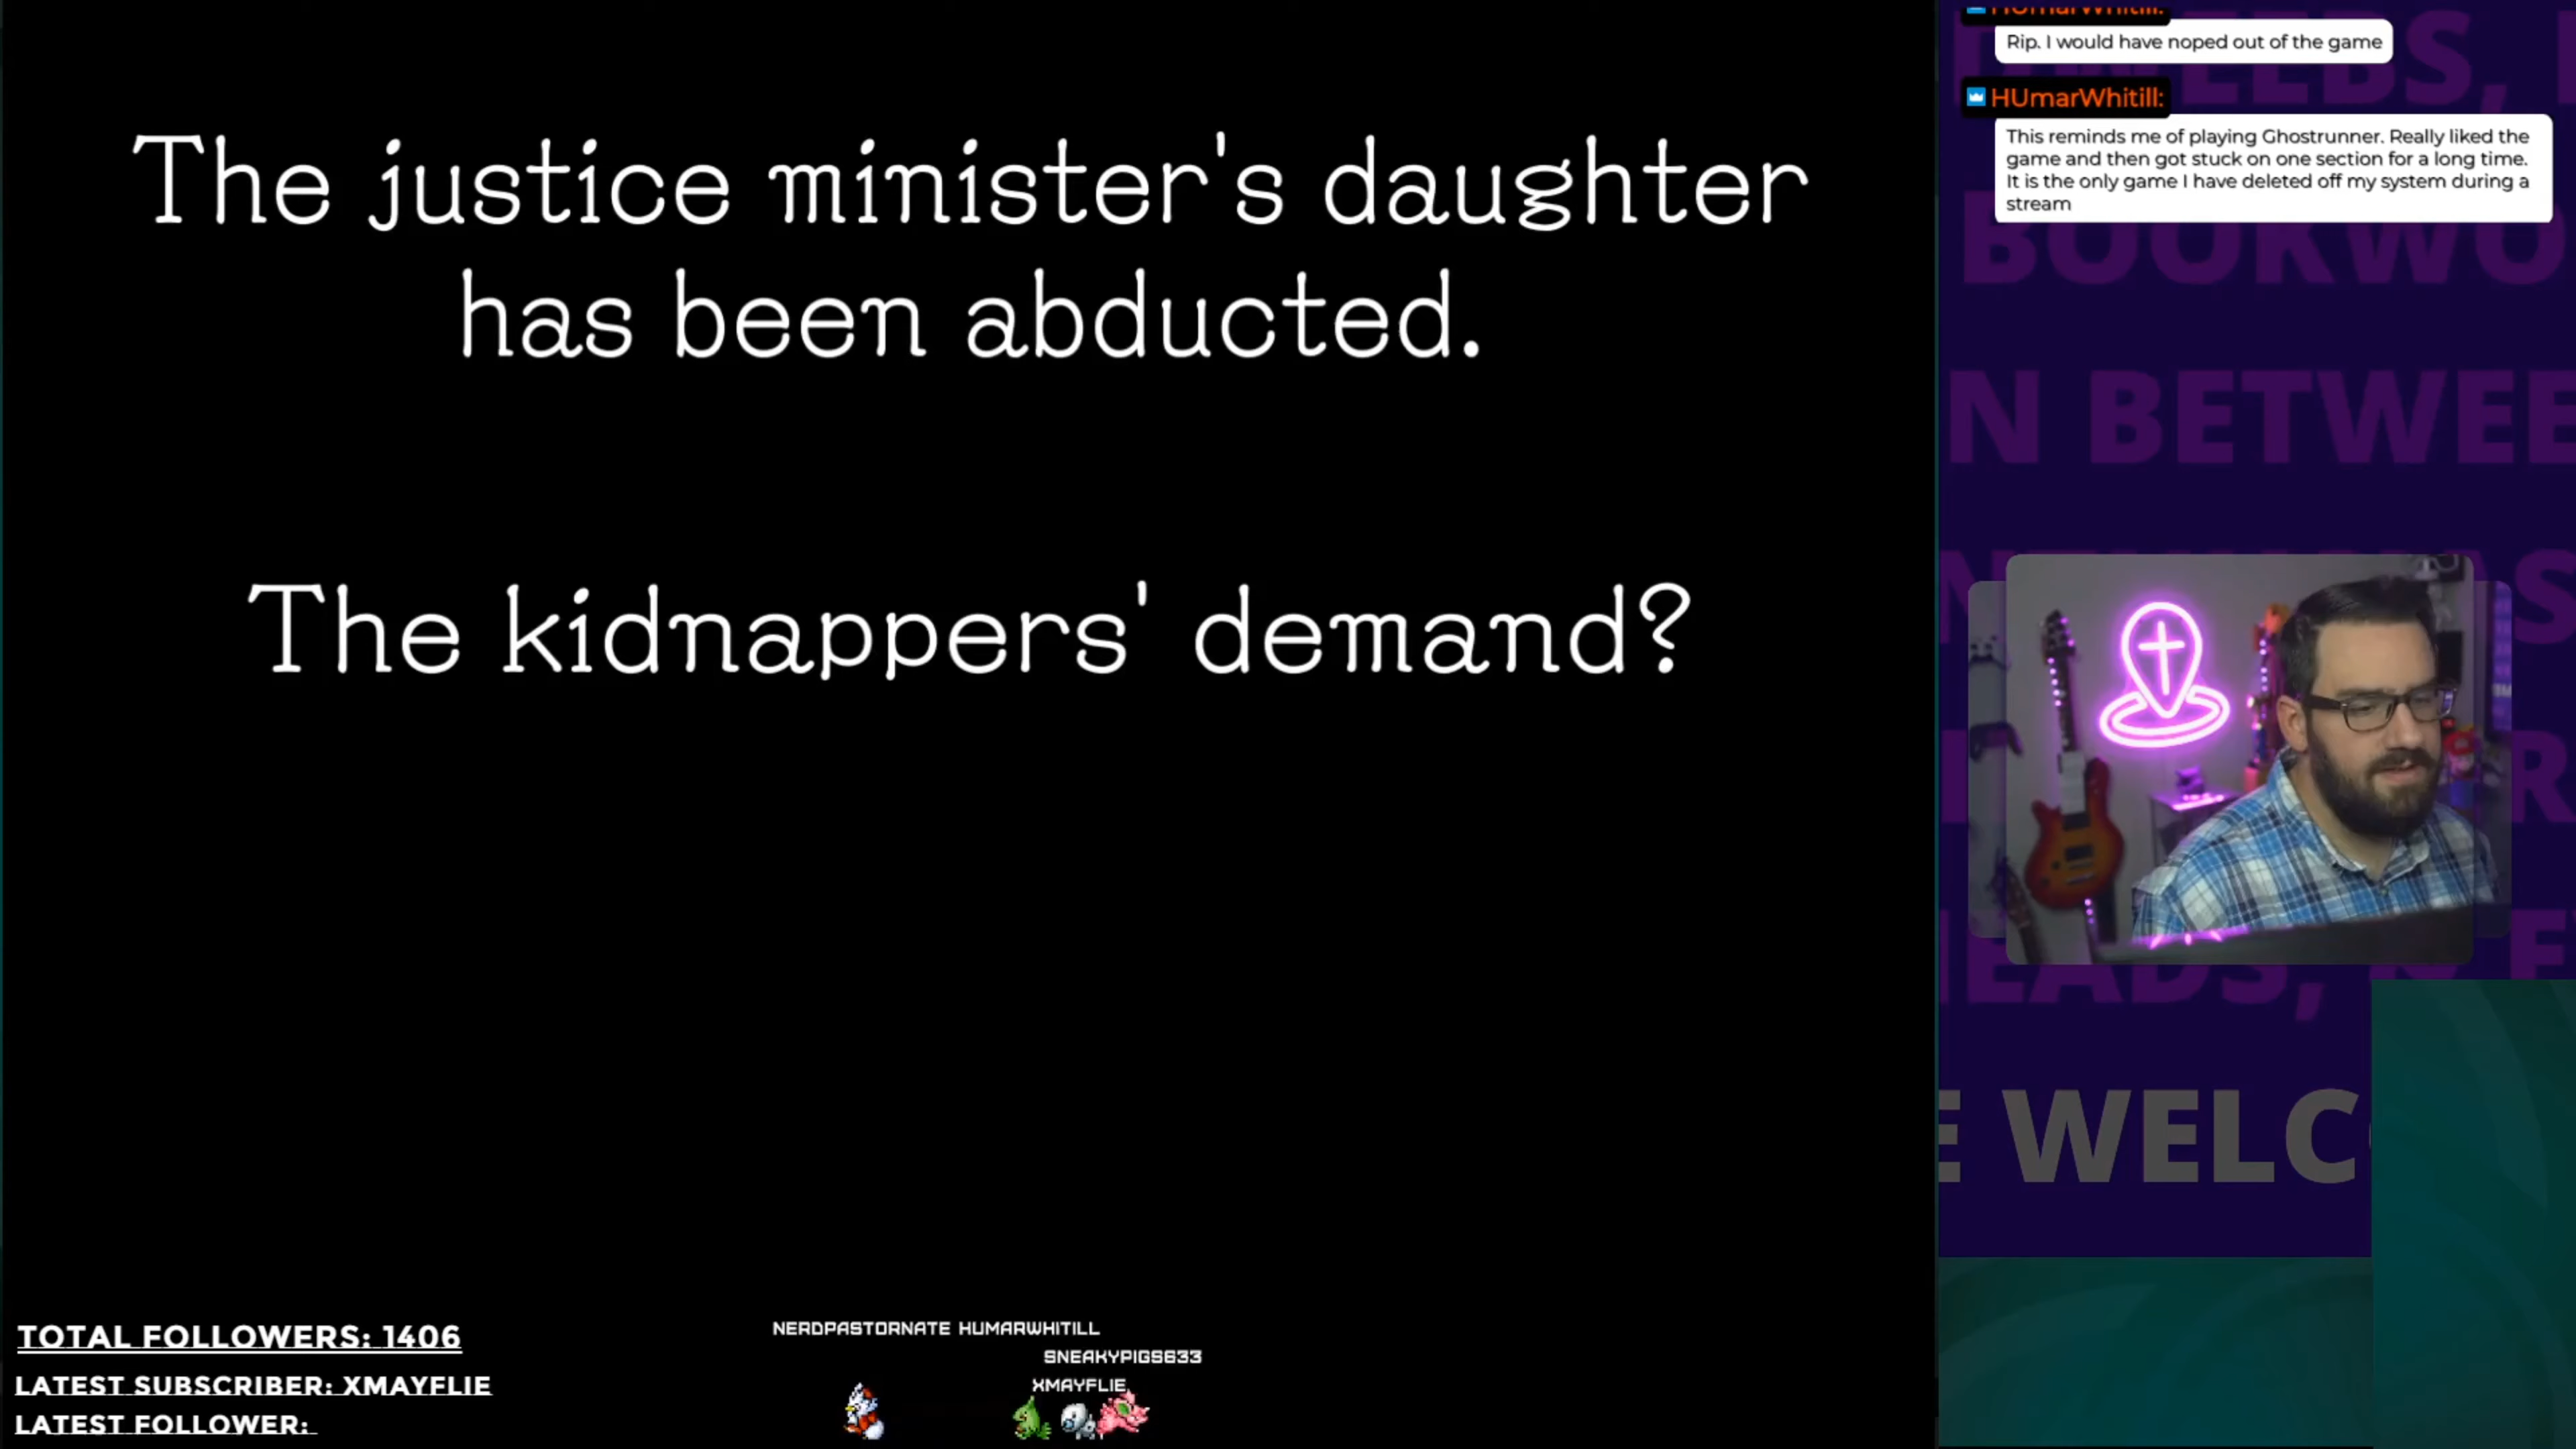 The justice minister's daughter
has been abducted.
The kidnappers' demand?
HUmarWhitill:
Rip. I would have noped out of the game
HUmarWhitill:
This reminds me of playing Ghostrunner. Really liked the
game and then got stuck on one section for a long time.
It is the only game I have deleted off my system during a
stream
BOOKWO
N BETWEE
E WELC
TOTAL FOLLOWERS: 1406
LATEST SUBSCRIBER: XMAYFLIE
LATEST FOLLOWER:
NERDPASTORNATE HUMARWHITILL
SNEAKYPIGS633
XMAYFLIE